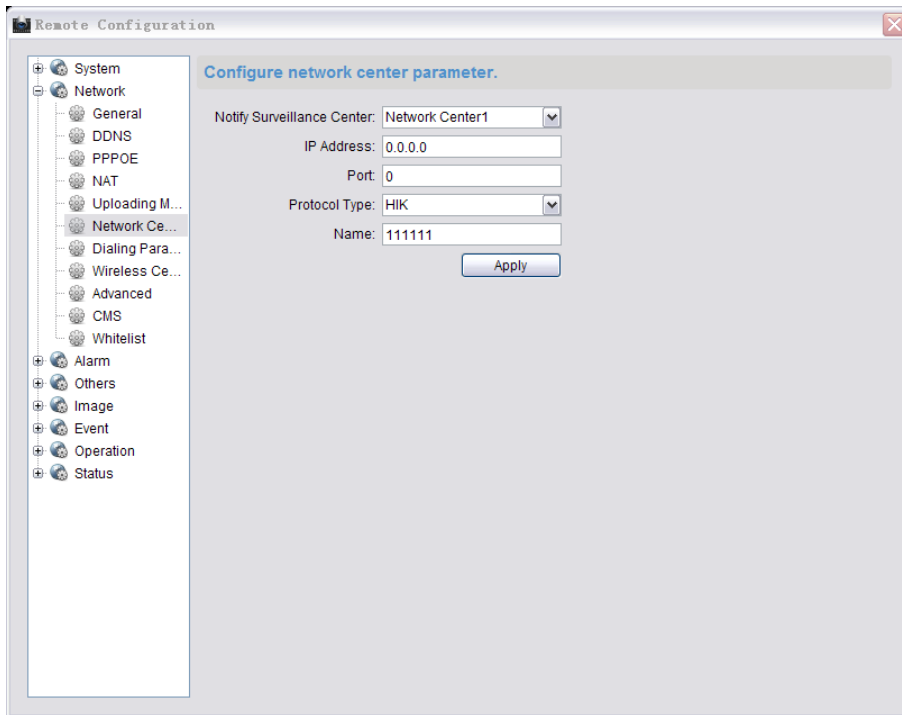 Remote Configuration
System
Network
General
DDNS
PPPOE
NAT
Uploading M...
Network Ce...
Dialing Para...
Wireless Ce...
Advanced
CMS
Whitelist
Alarm
Others
Image
Event
Operation
Status
Configure network center parameter.
Notify Surveillance Center: Network Center1
IP Address: 0.0.0.0
Port: 0
Protocol Type: HIK
Name: 111111
Apply